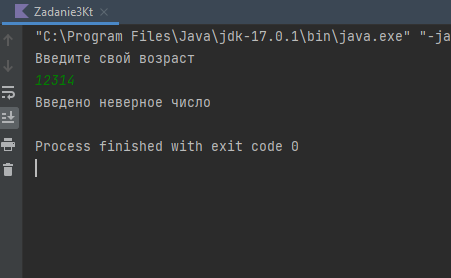 Zadanie3Kt
"C:\Program Files\Java\jdk-17.0.1\bin\java.exe" "-ja
Введите свой возраст
12314
Введено неверное число
Process finished with exit code 0